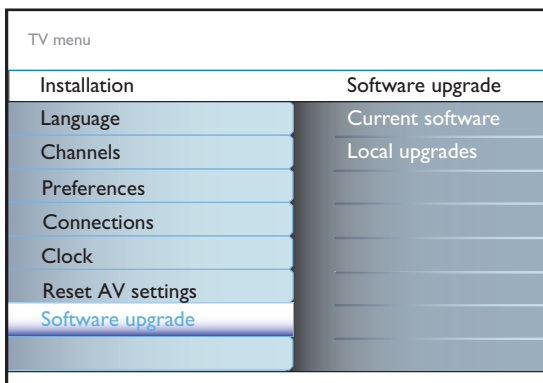 TV menu
Installation
Software upgrade
Language
Current software
Channels
Local upgrades
Preferences
Connections
Clock
Reset AV settings
Software upgrade